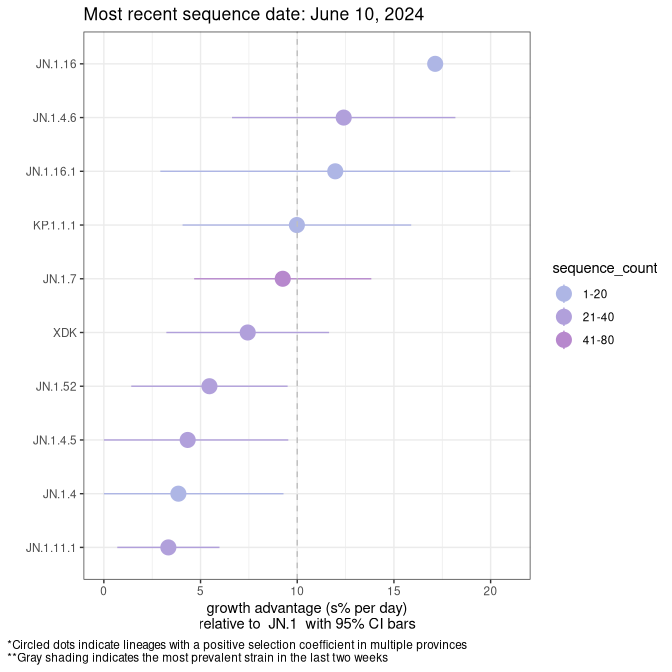 Most recent sequence date: June 10, 2024
JN.1.16
JN.1.4.6
JN.1.16.1
KP.1.1.1
JN.1.7
XDK
JN.1.52
JN.1.4.5
JN.1.4
JN.1.11.1
0 5 10 15 20
growth advantage (s% per day)
relative to JN.1 with 95% CI bars
sequence_count
1-20
21-40
41-80
*Circled dots indicate lineages with a positive selection coefficient in multiple provinces
**Gray shading indicates the most prevalent strain in the last two weeks